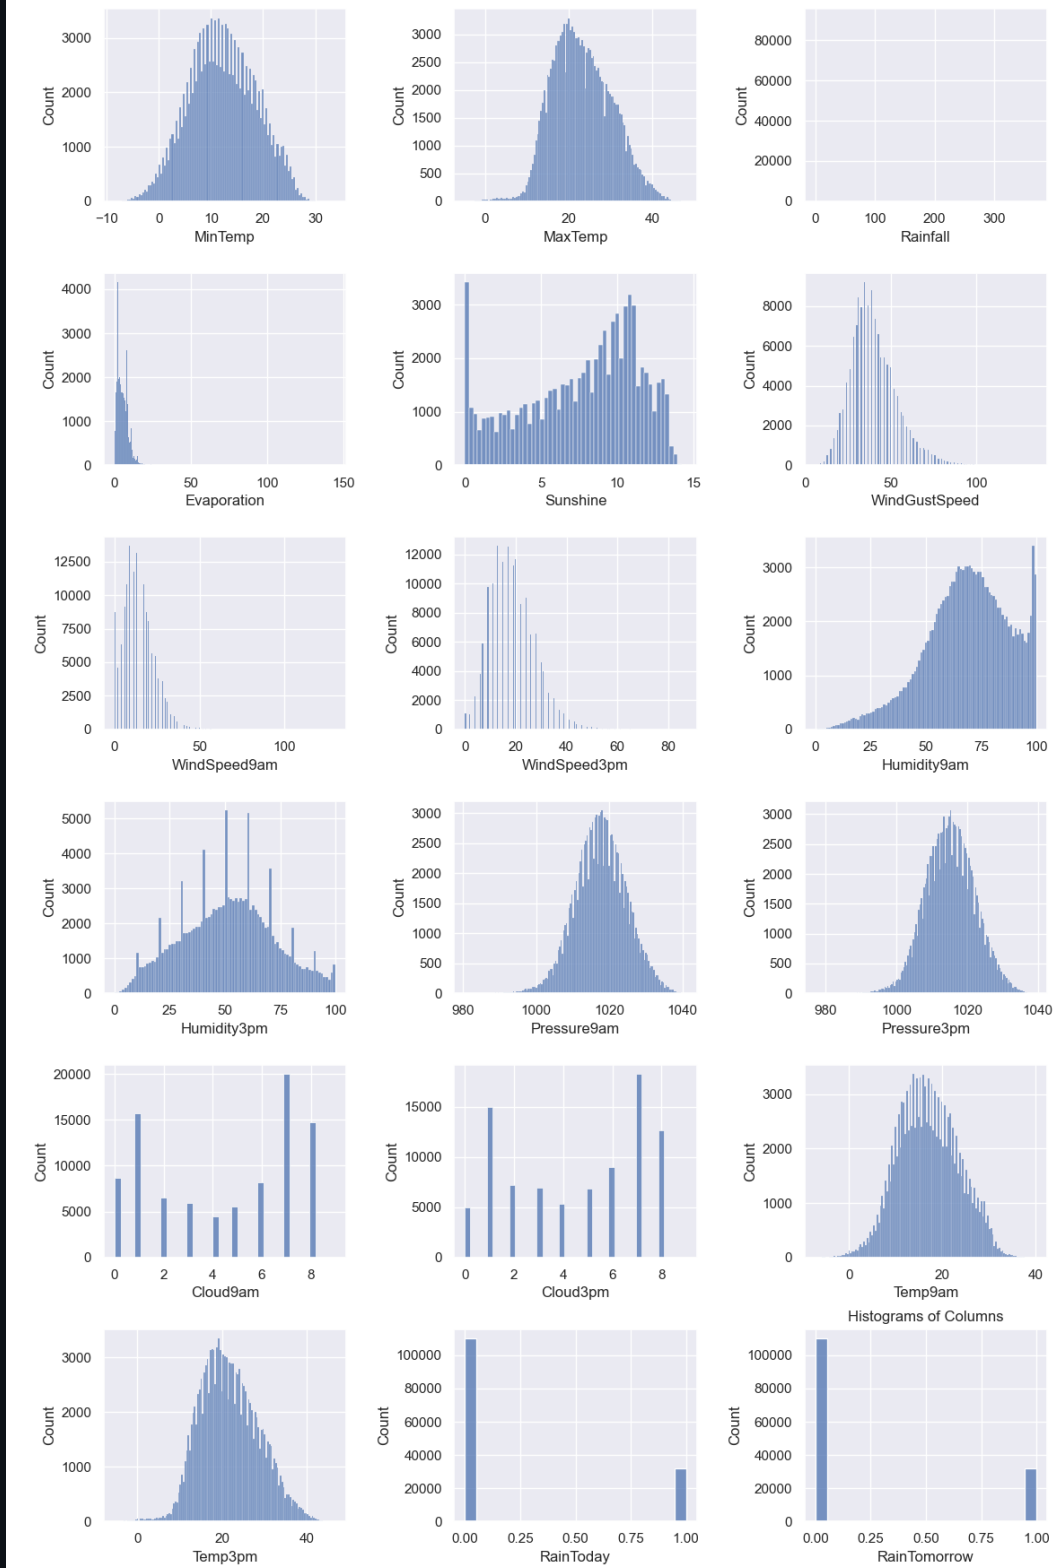 3000
2000
1000
0
Count
−10 0 10 20 30
MinTemp
3000
2500
2000
1500
1000
500
0
Count
0 20 40
MaxTemp
80000
60000
40000
20000
0
Count
0 100 200 300
Rainfall
4000
3000
2000
1000
0
Count
0 50 100 150
Evaporation
3000
2000
1000
0
Count
0 5 10 15
Sunshine
8000
6000
4000
2000
0
Count
0 50 100
WindGustSpeed
12500
10000
7500
5000
2500
0
Count
0 50 100
WindSpeed9am
12000
10000
8000
6000
4000
2000
0
Count
0 20 40 60 80
WindSpeed3pm
3000
2000
1000
0
Count
0 25 50 75 100
Humidity9am
5000
4000
3000
2000
1000
0
Count
0 25 50 75 100
Humidity3pm
3000
2500
2000
1500
1000
500
0
Count
980 1000 1020 1040
Pressure9am
3000
2500
2000
1500
1000
500
0
Count
980 1000 1020 1040
Pressure3pm
20000
15000
10000
5000
0
Count
0 2 4 6 8
Cloud9am
15000
10000
5000
0
Count
0 2 4 6 8
Cloud3pm
3000
2000
1000
0
Count
0 20 40
Temp9am
3000
2000
1000
0
Count
0 20 40
Temp3pm
100000
80000
60000
40000
20000
0
Count
0.00 0.25 0.50 0.75 1.00
RainToday
Histograms of Columns
100000
80000
60000
40000
20000
0
Count
0.00 0.25 0.50 0.75 1.00
RainTomorrow